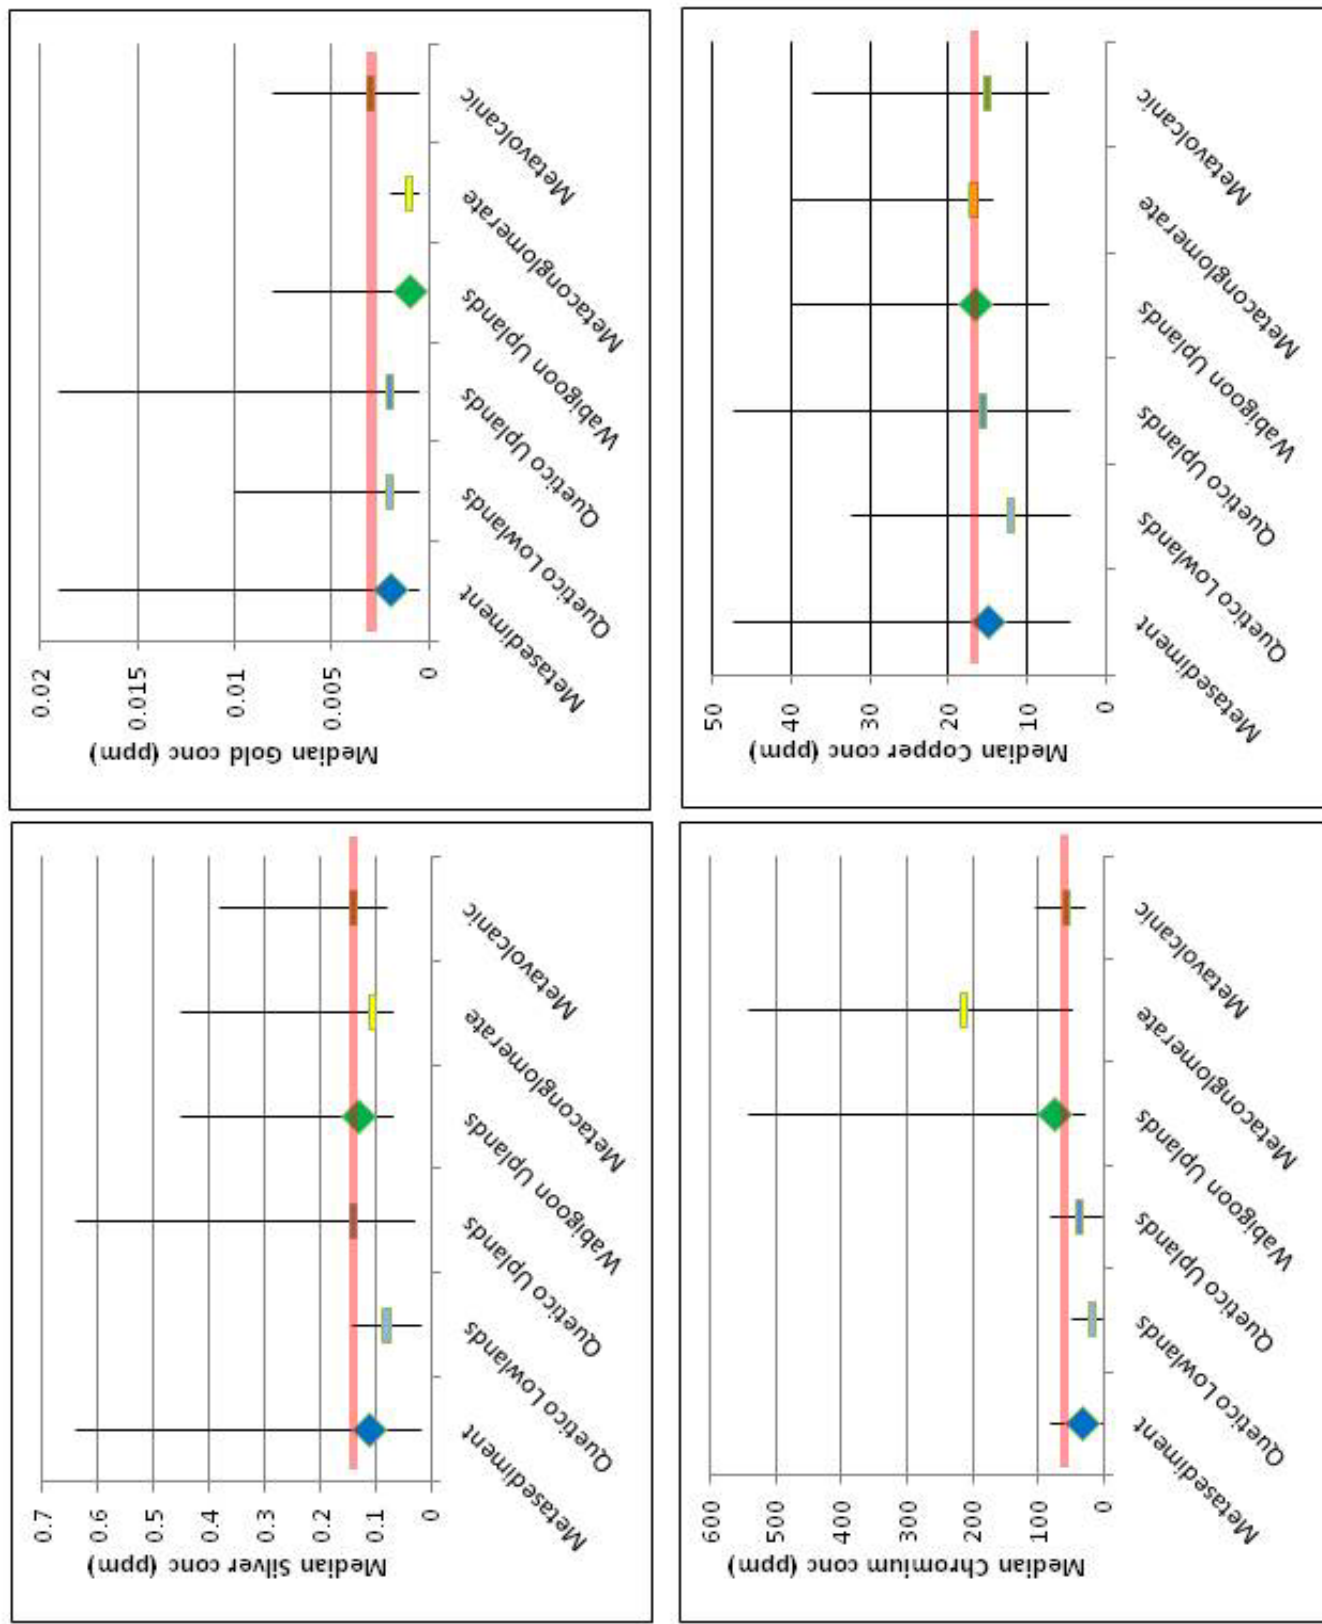 Median Silver conc (ppm)
0.7
0.6
0.5
0.4
0.3
0.2
0.1
0
Metasediment
Quetico Lowlands
Quetico Uplands
Wabigoon Uplands
Metaconglomerate
Metavolcanic
Median Gold conc (ppm)
0.02
0.015
0.01
0.005
0
Metasediment
Quetico Lowlands
Quetico Uplands
Wabigoon Uplands
Metaconglomerate
Metavolcanic
Median Chromium conc (ppm)
600
500
400
300
200
100
0
Metasediment
Quetico Lowlands
Quetico Uplands
Wabigoon Uplands
Metaconglomerate
Metavolcanic
Median Copper conc (ppm)
50
40
30
20
10
0
Metasediment
Quetico Lowlands
Quetico Uplands
Wabigoon Uplands
Metaconglomerate
Metavolcanic